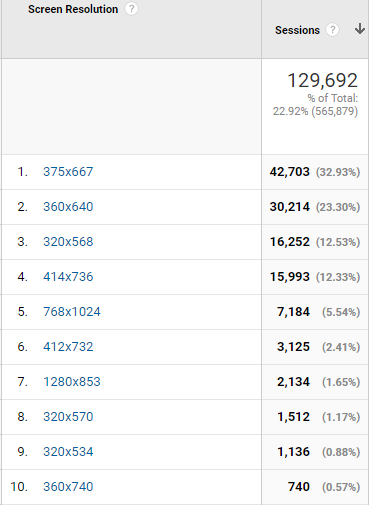 Screen Resolution ?
Sessions ?
129,692
% of Total:
22.92% (565,879)
1. 375x667 42,703 (32.93%)
2. 360x640 30,214 (23.30%)
3. 320x568 16,252 (12.53%)
4. 414x736 15,993 (12.33%)
5. 768x1024 7,184 (5.54%)
6. 412x732 3,125 (2.41%)
7. 1280x853 2,134 (1.65%)
8. 320x570 1,512 (1.17%)
9. 320x534 1,136 (0.88%)
10. 360x740 740 (0.57%)